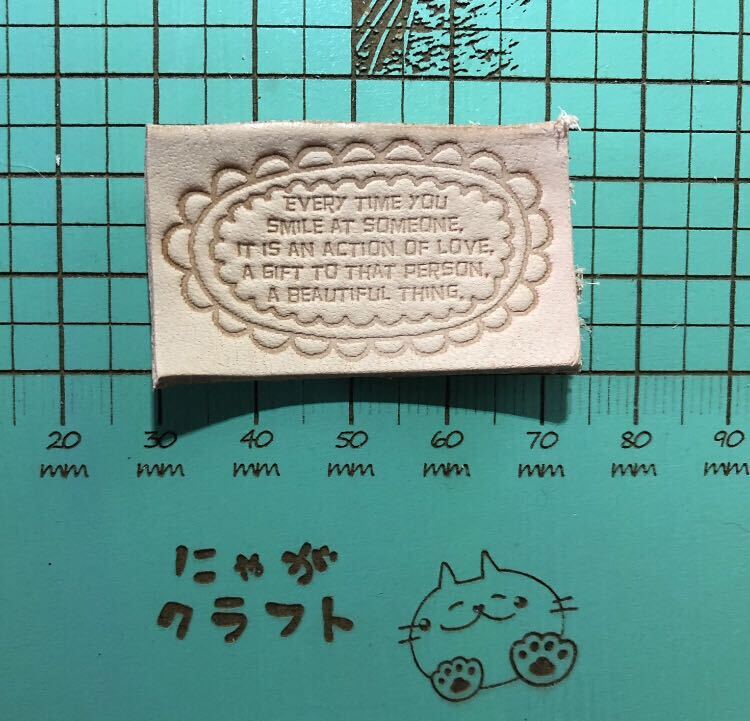 EVERY TIME YOU
SMILE AT SOMEONE,
IT IS AN ACTION OF LOVE,
A GIFT TO THAT PERSON,
A BEAUTIFUL THING.
20 30 40 50 60 70 80 90
mm mm mm mm mm mm mm mm
にゃが
クラフト